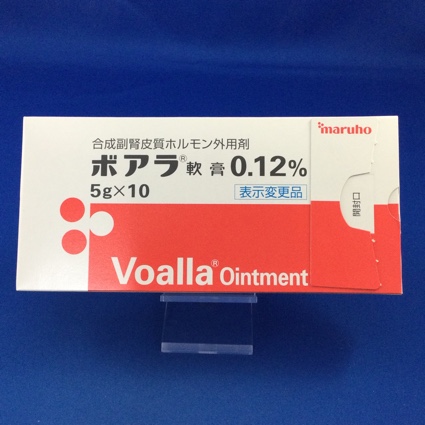 maruho
合成副腎皮質ホルモン外用剤
ボアラ®軟膏 0.12%
5g×10
表示変更品
開封口
Voalla® Ointment